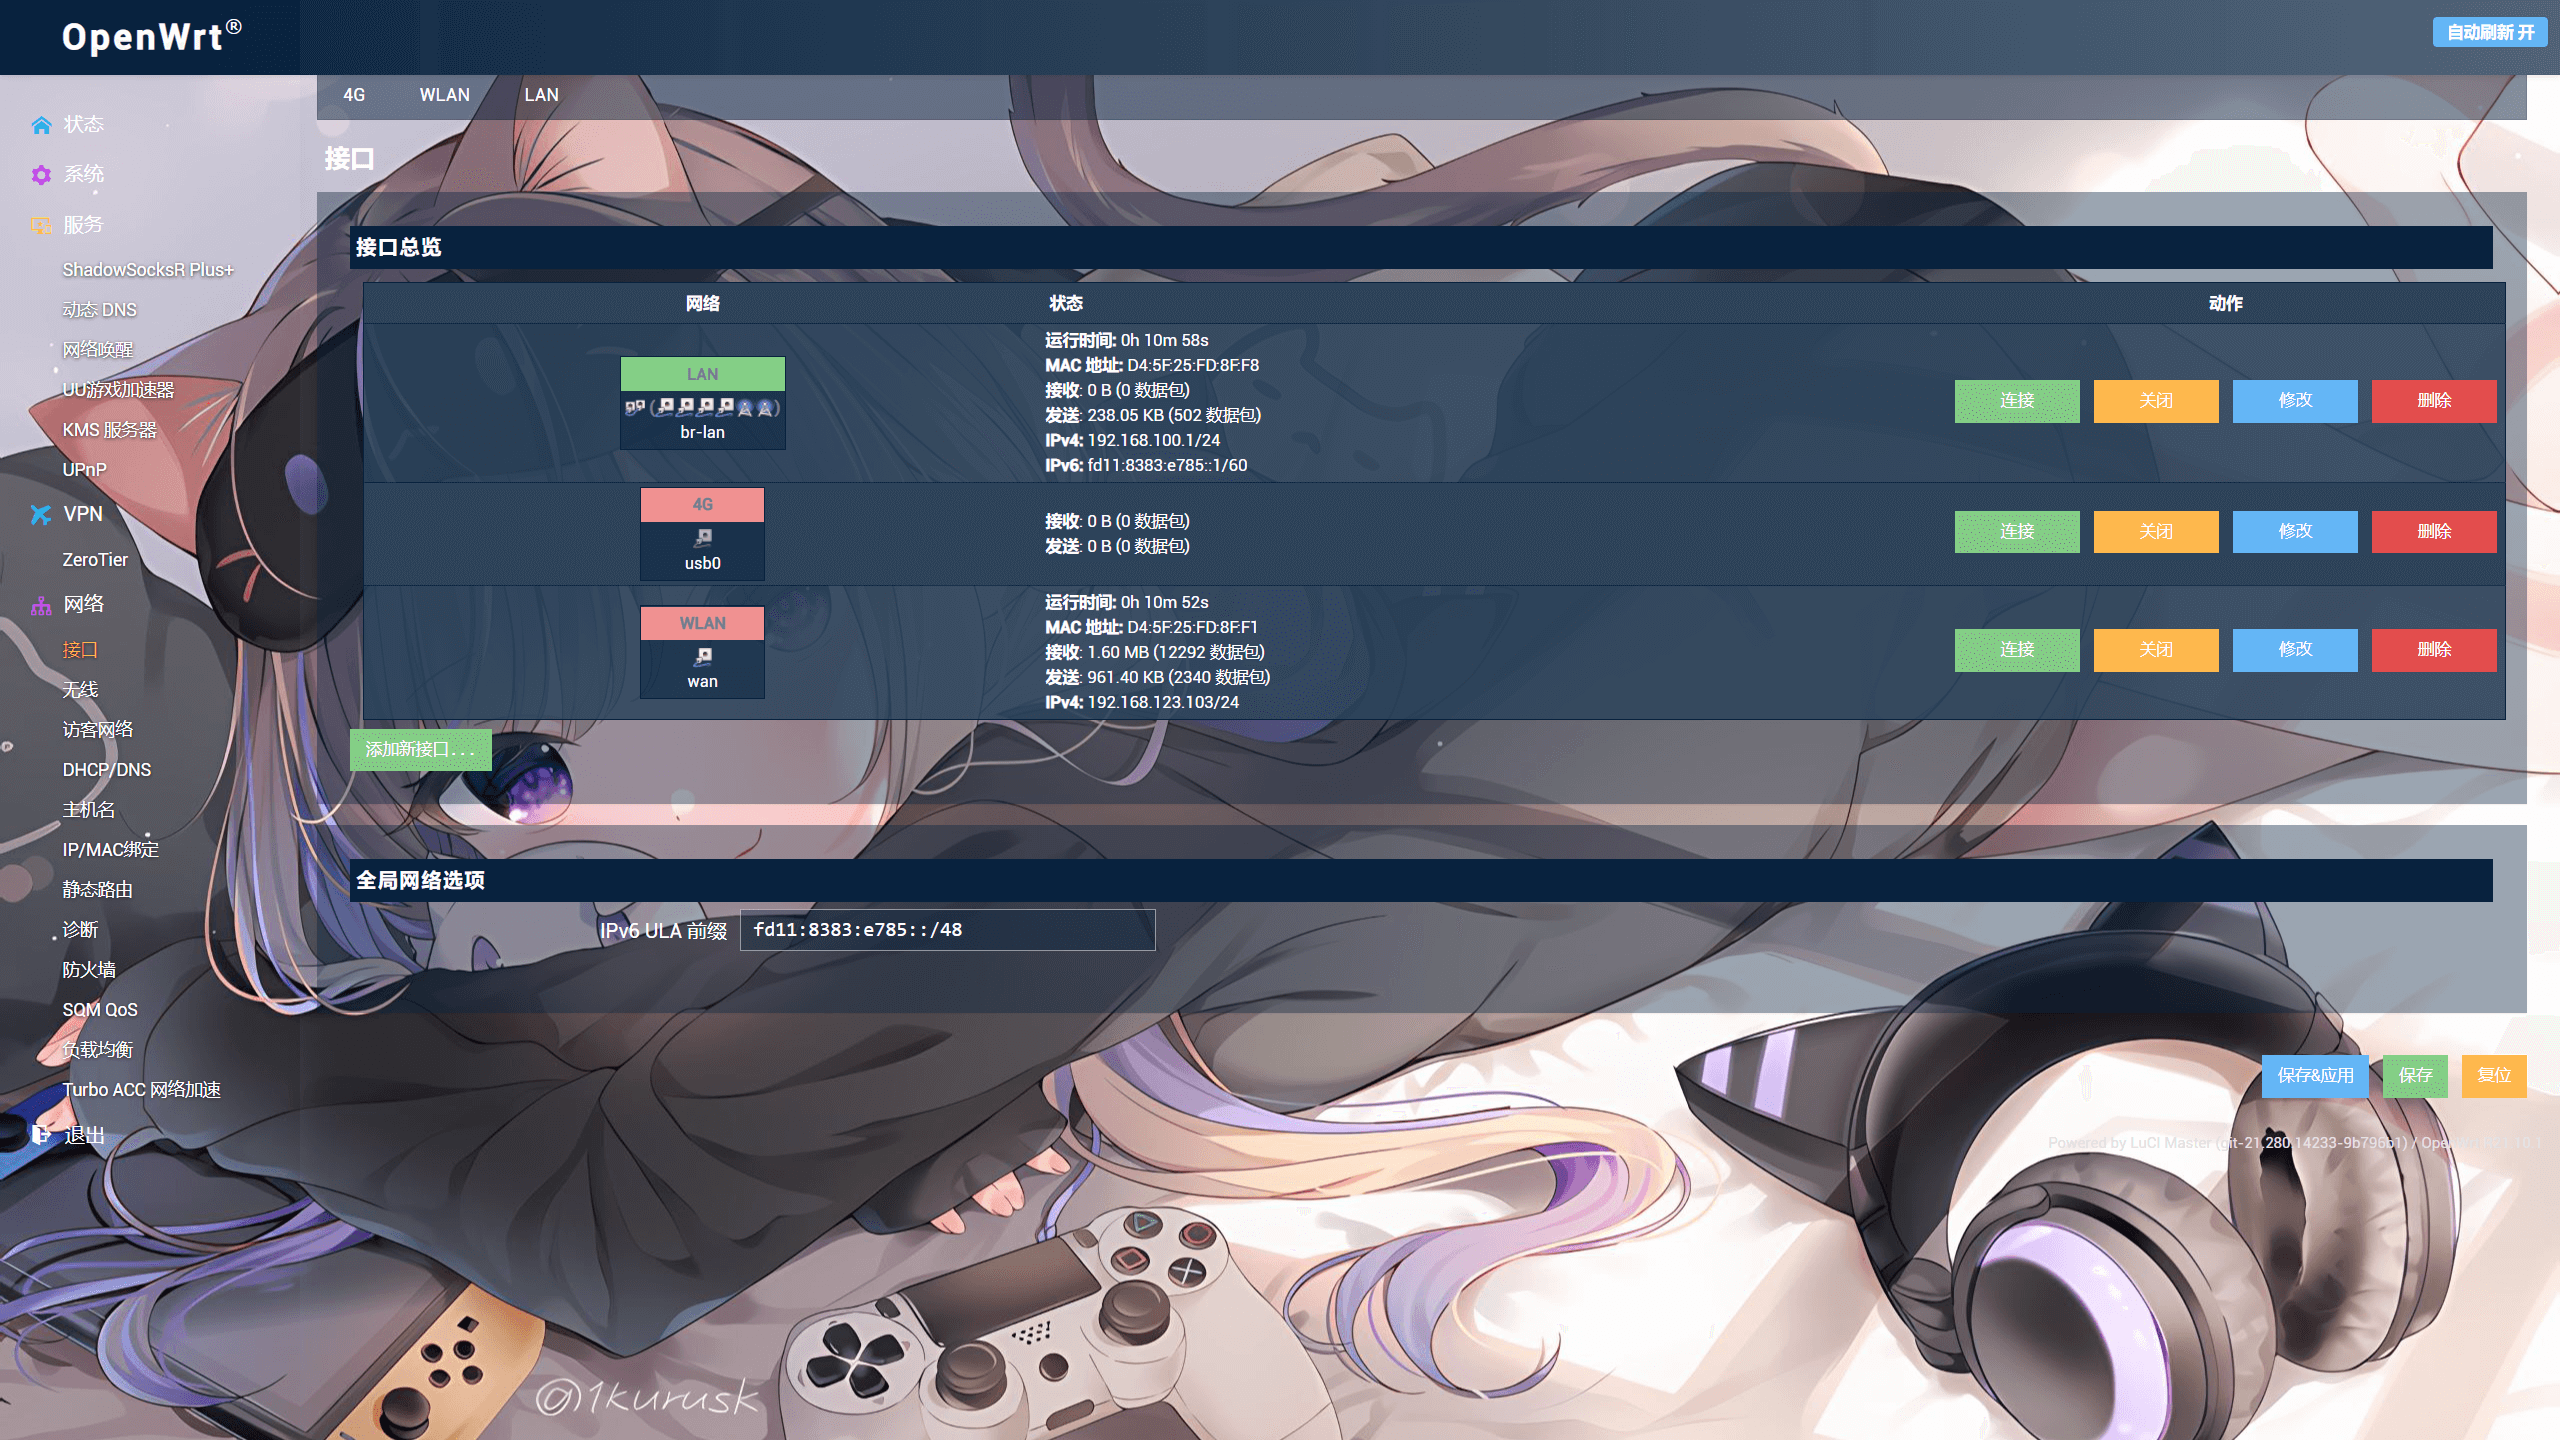 OpenWrt®
自动刷新 开
4G WLAN LAN
状态
系统
服务
ShadowSocksR Plus+
动态 DNS
网络唤醒
UU游戏加速器
KMS 服务器
UPnP
VPN
ZeroTier
网络
接口
无线
访客网络
DHCP/DNS
主机名
IP/MAC绑定
静态路由
诊断
防火墙
SQM QoS
负载均衡
Turbo ACC 网络加速
退出
接口
接口总览
网络 状态 动作
LAN
br-lan
运行时间: 0h 10m 58s
MAC 地址: D4:5F:25:FD:8F:F8
接收: 0 B (0 数据包)
发送: 238.05 KB (502 数据包)
IPv4: 192.168.100.1/24
IPv6: fd11:8383:e785::1/60
连接 关闭 修改 删除
4G
usb0
接收: 0 B (0 数据包)
发送: 0 B (0 数据包)
连接 关闭 修改 删除
WLAN
wan
运行时间: 0h 10m 52s
MAC 地址: D4:5F:25:FD:8F:F1
接收: 1.60 MB (12292 数据包)
发送: 961.40 KB (2340 数据包)
IPv4: 192.168.123.103/24
连接 关闭 修改 删除
添加新接口...
全局网络选项
IPv6 ULA 前缀 fd11:8383:e785::/48
保存&应用 保存 复位
Powered by LuCI Master (git-21.280.14233-9b796b1) /
@1kurusk